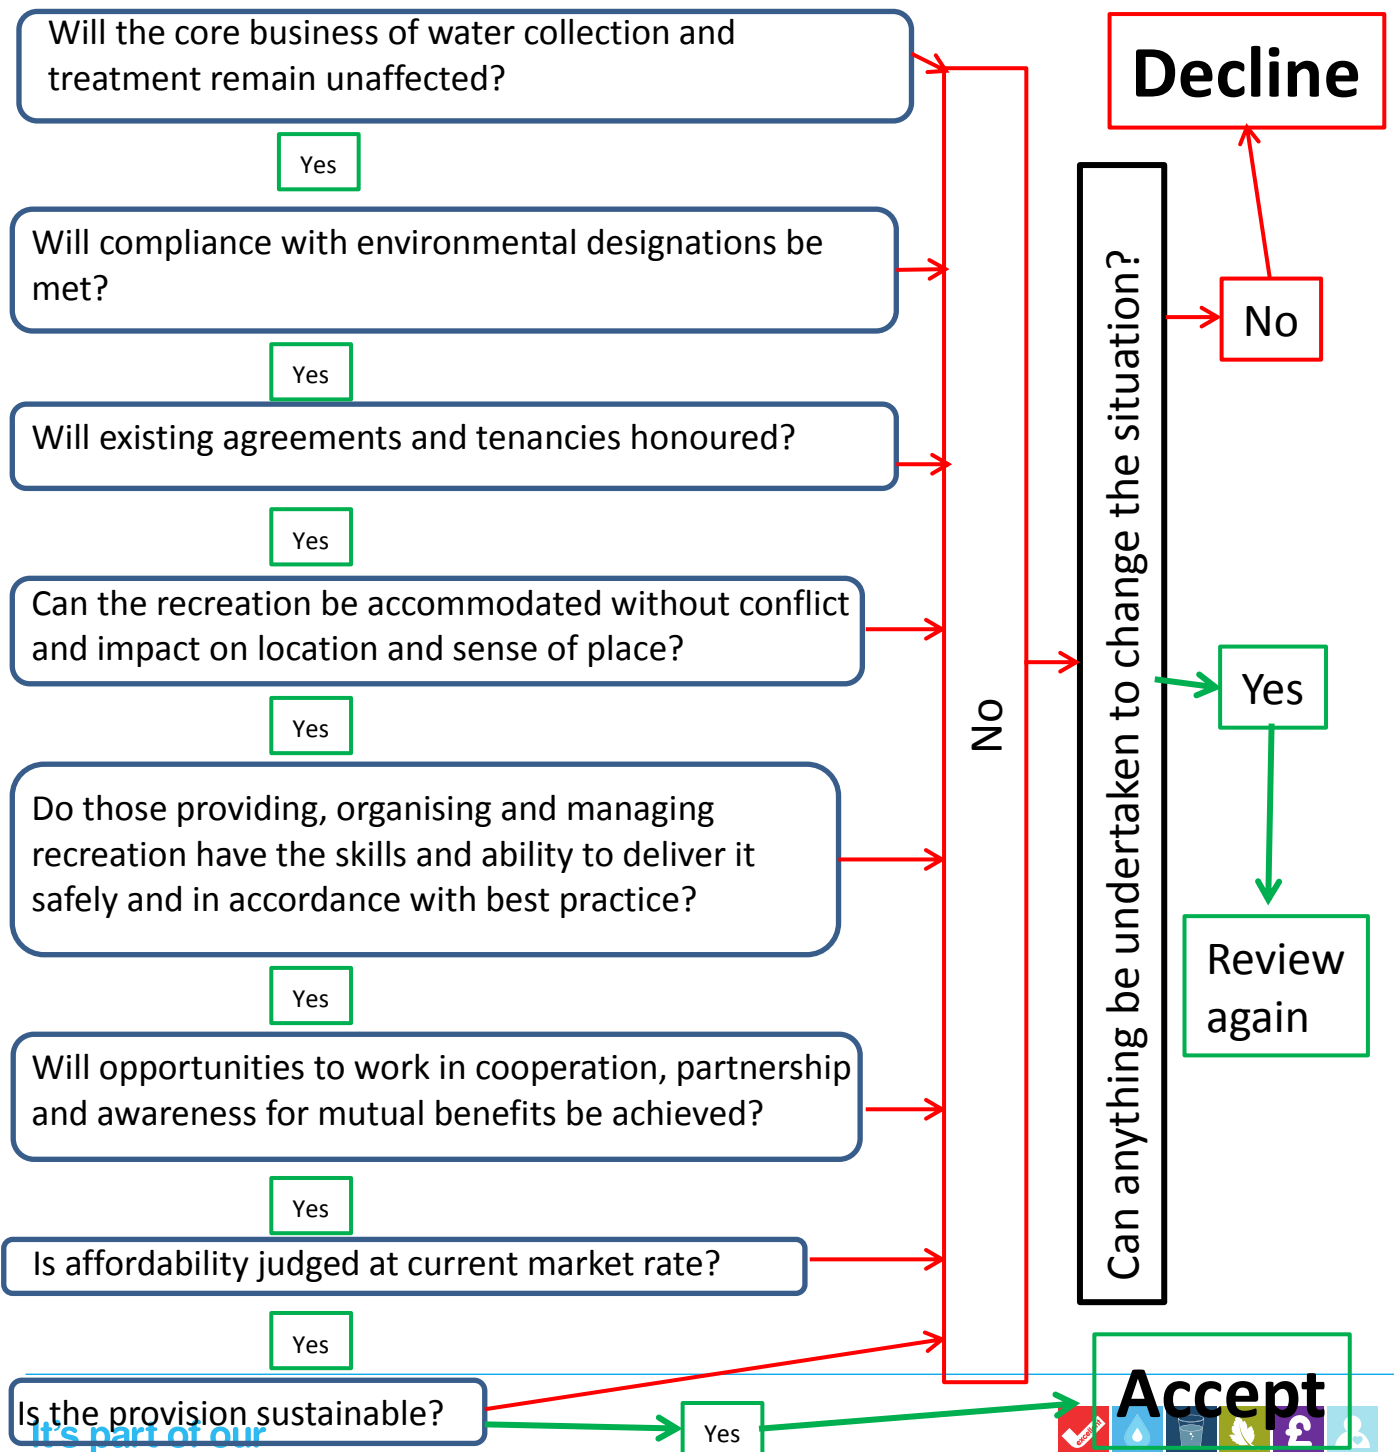 Will the core business of water collection and
treatment remain unaffected?
Yes
Will compliance with environmental designations be
met?
Yes
Will existing agreements and tenancies honoured?
Yes
Can the recreation be accommodated without conflict
and impact on location and sense of place?
Yes
Do those providing, organising and managing
recreation have the skills and ability to deliver it
safely and in accordance with best practice?
Yes
Will opportunities to work in cooperation, partnership
and awareness for mutual benefits be achieved?
Yes
Is affordability judged at current market rate?
Yes
Is the provision sustainable?
It's part of our
Yes
No
Can anything be undertaken to change the situation?
Decline
No
Yes
Review
again
Accept
excellent
£